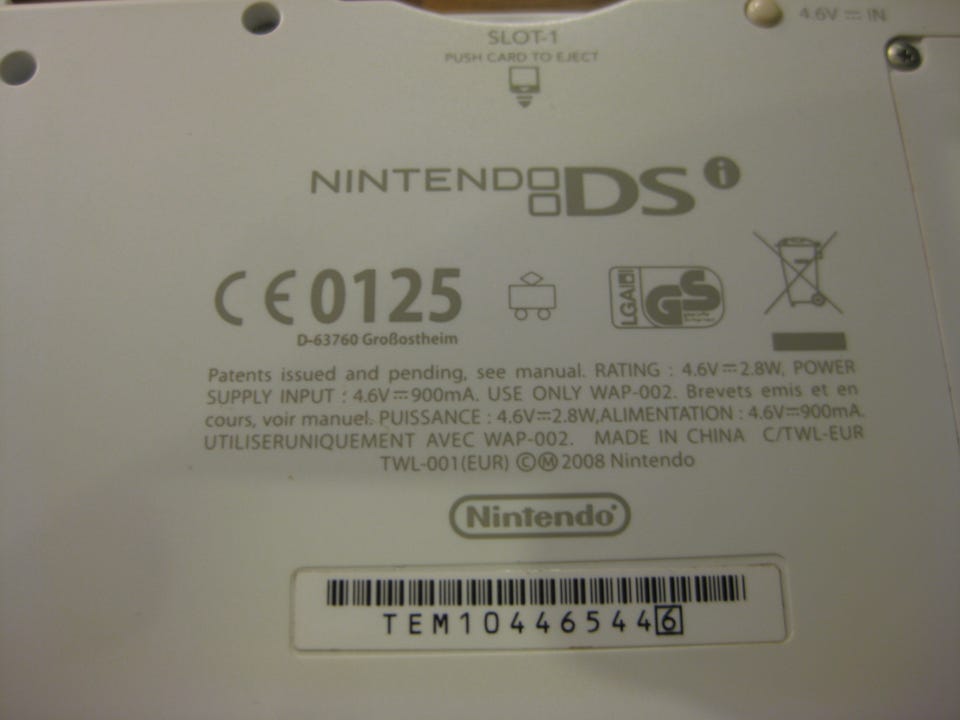 4.6V ⎓ IN
SLOT-1
PUSH CARD TO EJECT
NINTENDO DSi
CE 0125
D-63760 Großostheim
LGAI GS
Patents issued and pending, see manual. RATING : 4.6V⎓2.8W, POWER
SUPPLY INPUT : 4.6V⎓900mA. USE ONLY WAP-002. Brevets emis et en
cours, voir manuel. PUISSANCE : 4.6V⎓2.8W,ALIMENTATION : 4.6V⎓900mA.
UTILISERUNIQUEMENT AVEC WAP-002. MADE IN CHINA C/TWL-EUR
TWL-001(EUR) ©Ⓜ 2008 Nintendo
Nintendo
TEM104465446